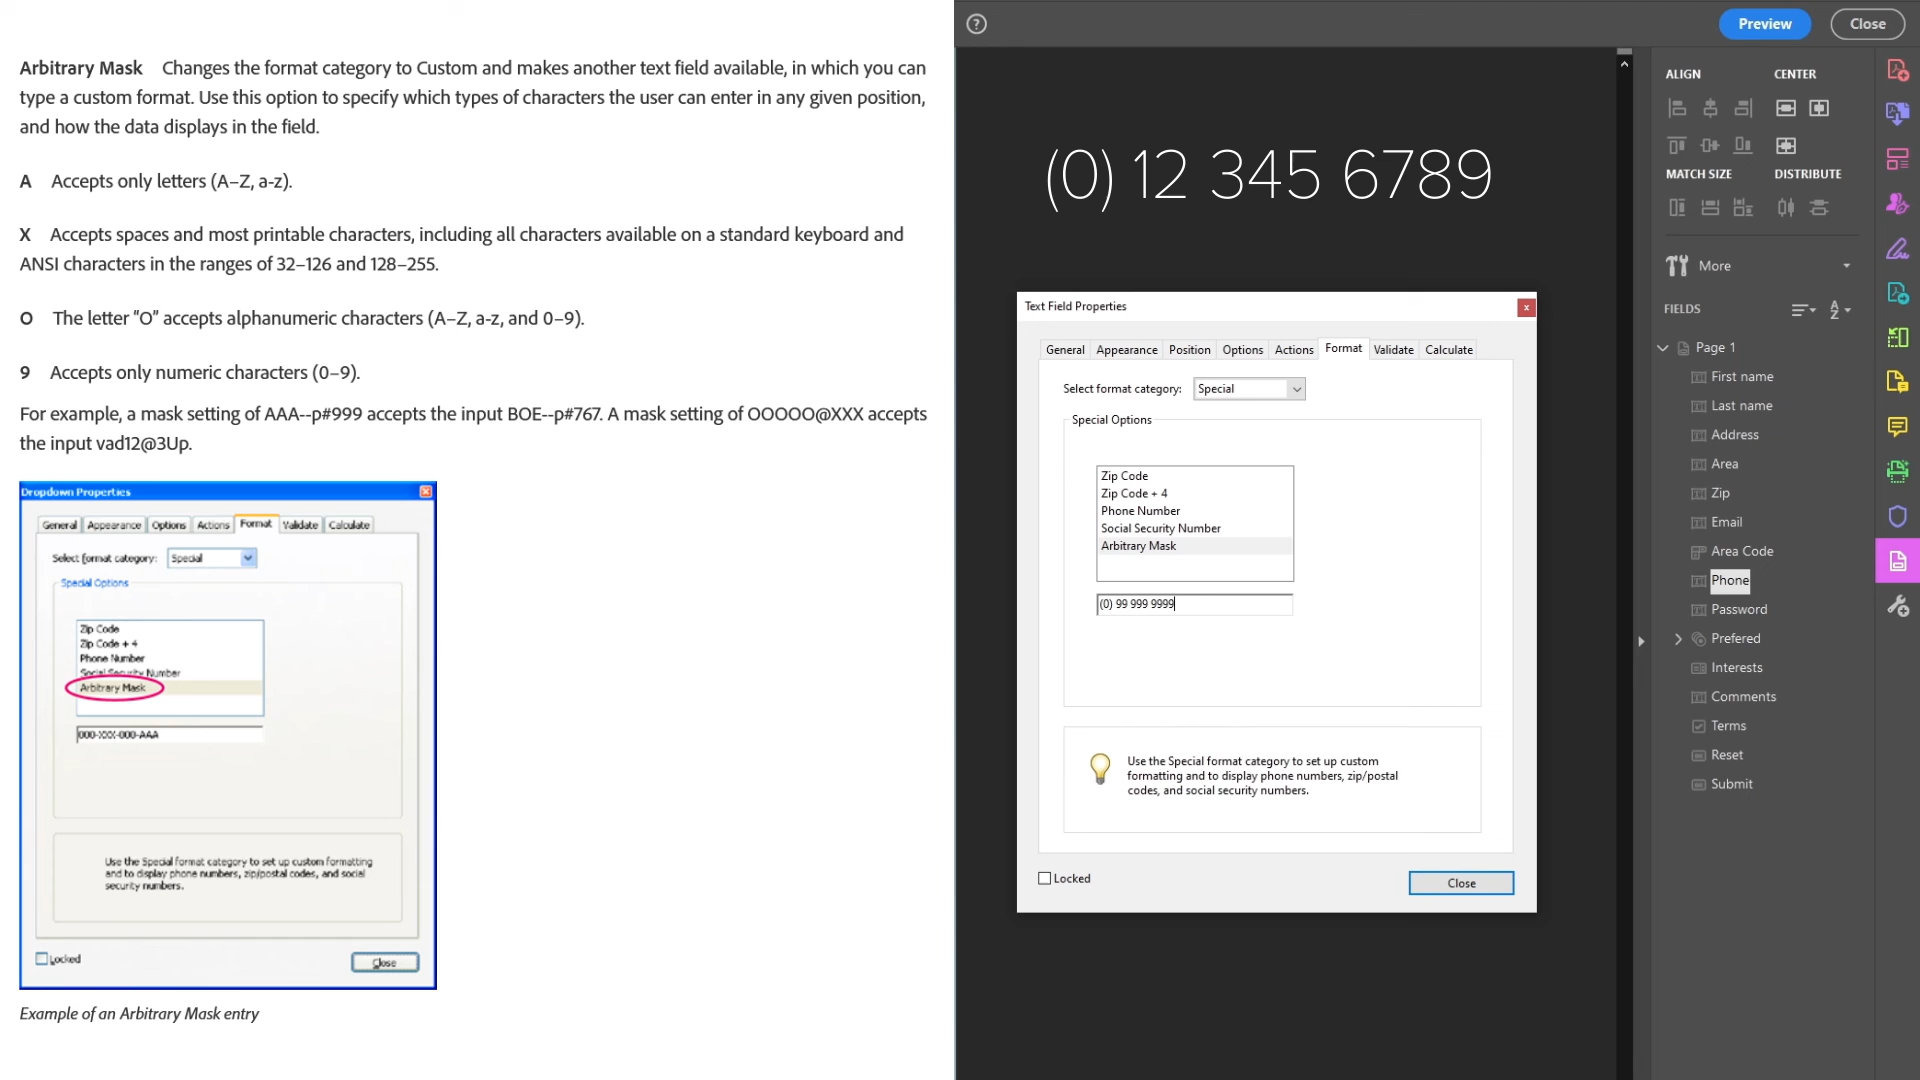 Arbitrary Mask Changes the format category to Custom and makes another text field available, in which you can
type a custom format. Use this option to specify which types of characters the user can enter in any given position,
and how the data displays in the field.
A Accepts only letters (A–Z, a-z).
X Accepts spaces and most printable characters, including all characters available on a standard keyboard and
ANSI characters in the ranges of 32–126 and 128–255.
O The letter “O” accepts alphanumeric characters (A–Z, a-z, and 0–9).
9 Accepts only numeric characters (0–9).
For example, a mask setting of AAA--p#999 accepts the input BOE--p#767. A mask setting of OOOOO@XXX accepts
the input vad12@3Up.
Dropdown Properties
General Appearance Options Actions Format Validate Calculate
Select format category: Special
Special Options
Zip Code
Zip Code + 4
Phone Number
Social Security Number
Arbitrary Mask
000-XXX-000-AAA
Use the Special format category to set up custom formatting
and to display phone numbers, zip/postal codes, and social
security numbers.
Locked
Close
Example of an Arbitrary Mask entry
?
Preview
Close
(0) 12 345 6789
Text Field Properties
General Appearance Position Options Actions Format Validate Calculate
Select format category: Special
Special Options
Zip Code
Zip Code + 4
Phone Number
Social Security Number
Arbitrary Mask
(0) 99 999 9999
Use the Special format category to set up custom
formatting and to display phone numbers, zip/postal
codes, and social security numbers.
Locked
Close
ALIGN CENTER
MATCH SIZE DISTRIBUTE
More
FIELDS
Page 1
First name
Last name
Address
Area
Zip
Email
Area Code
Phone
Password
Prefered
Interests
Comments
Terms
Reset
Submit